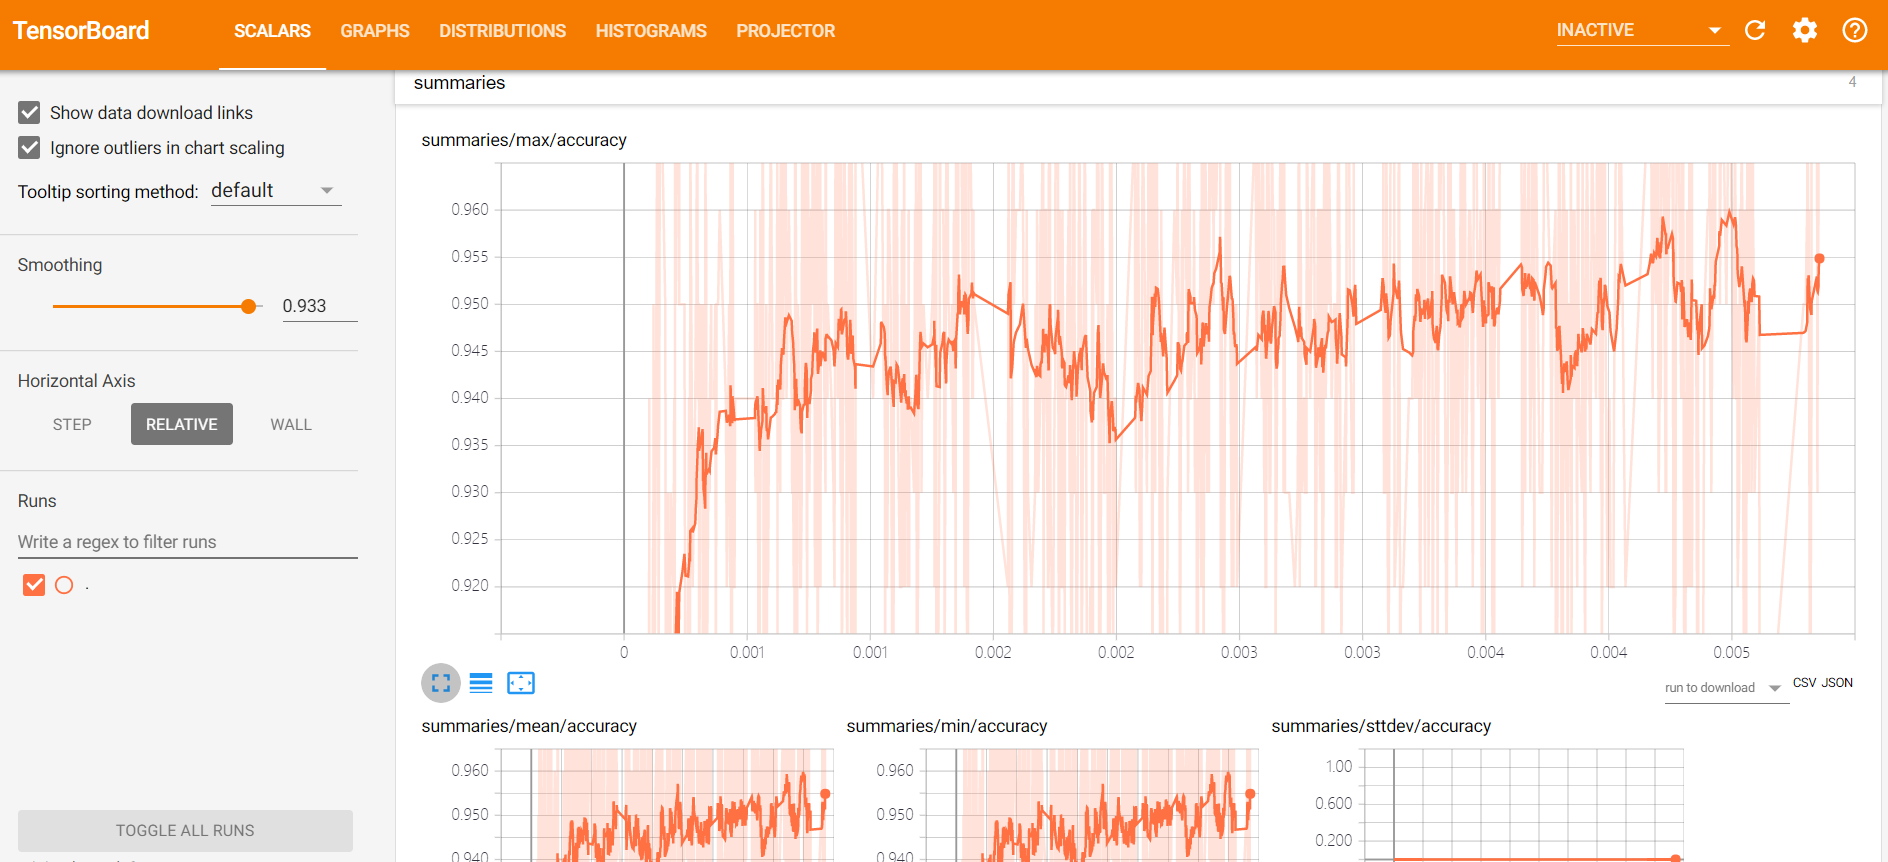 TensorBoard
SCALARS GRAPHS DISTRIBUTIONS HISTOGRAMS PROJECTOR
INACTIVE
Show data download links
Ignore outliers in chart scaling
Tooltip sorting method: default
Smoothing
0.933
Horizontal Axis
STEP RELATIVE WALL
Runs
Write a regex to filter runs
.
TOGGLE ALL RUNS
summaries 4
summaries/max/accuracy
0.960
0.955
0.950
0.945
0.940
0.935
0.930
0.925
0.920
0 0.001 0.001 0.002 0.002 0.003 0.003 0.004 0.004 0.005
run to download CSV JSON
summaries/mean/accuracy
0.960
0.950
0.940
summaries/min/accuracy
0.960
0.950
0.940
summaries/sttdev/accuracy
1.00
0.600
0.200